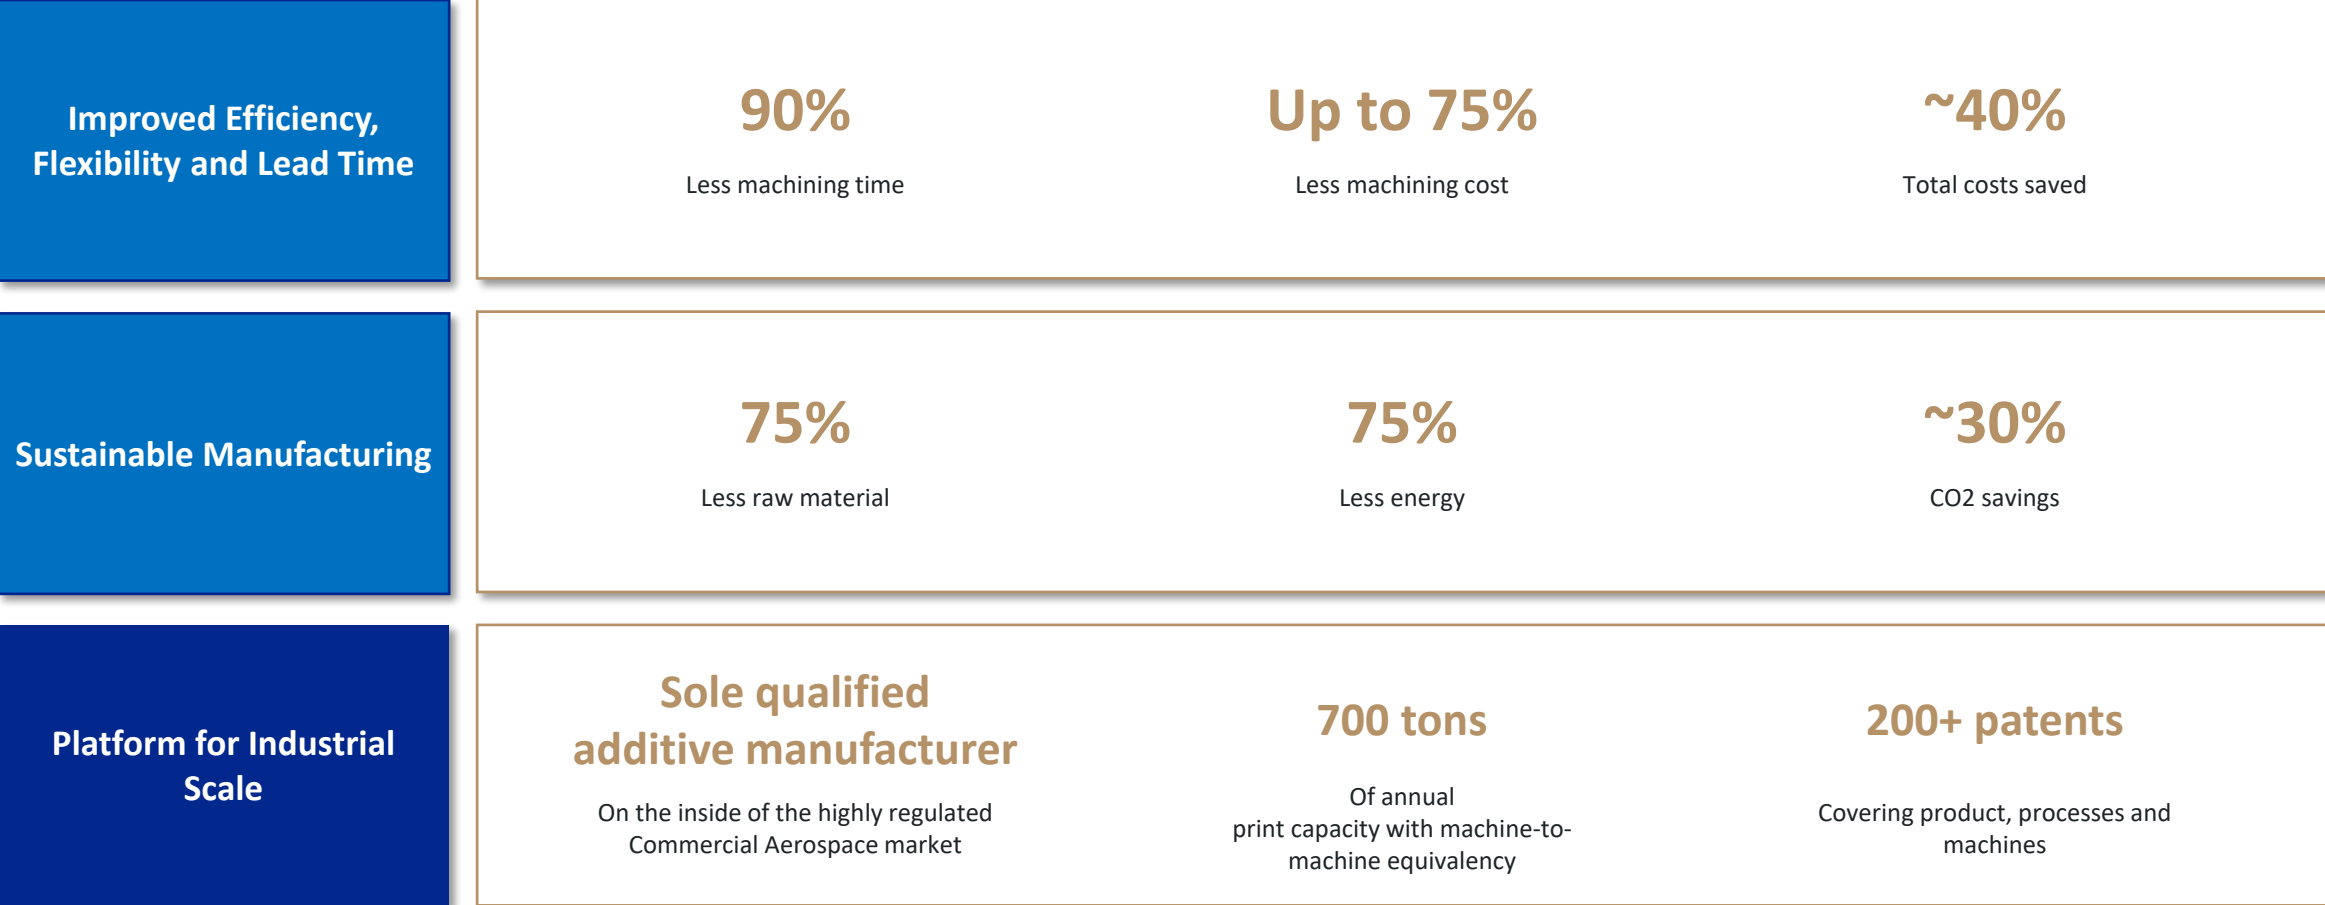 Improved Efficiency,
Flexibility and Lead Time
90%
Less machining time
Up to 75%
Less machining cost
~40%
Total costs saved
Sustainable Manufacturing
75%
Less raw material
75%
Less energy
~30%
CO2 savings
Platform for Industrial
Scale
Sole qualified
additive manufacturer
On the inside of the highly regulated
Commercial Aerospace market
700 tons
Of annual
print capacity with machine-to-
machine equivalency
200+ patents
Covering product, processes and
machines